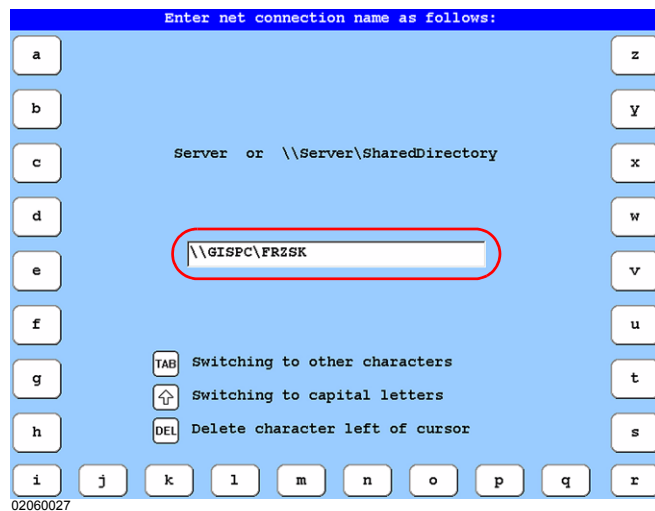 Enter net connection name as follows:
a
z
b
y
c
Server or \\Server\SharedDirectory
x
d
w
\\GISPC\FRZSK
e
v
f
u
TAB Switching to other characters
g
t
Switching to capital letters
h
DEL Delete character left of cursor
s
i j k l m n o p q r
02060027